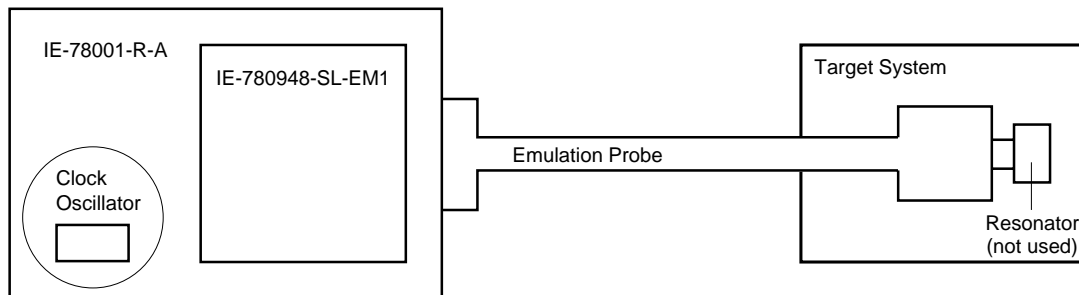 IE-78001-R-A
IE-780948-SL-EM1
Target System
Emulation Probe
Clock
Oscillator
Resonator
(not used)